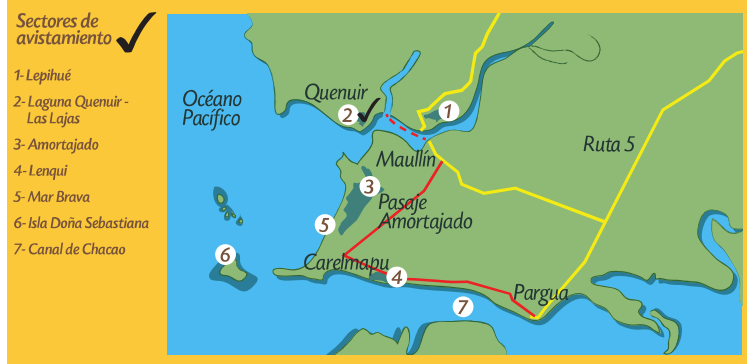 Sectores de
avistamiento
1- Lepihué
2- Laguna Quenuir -
Las Lajas
3- Amortajado
4- Lenqui
5- Mar Brava
6- Isla Doña Sebastiana
7- Canal de Chacao
Océano
Pacífico
Quenuir
2
1
Maullín
Ruta 5
3
Pasaje
Amortajado
5
6
Carelmapu
4
Pargua
7